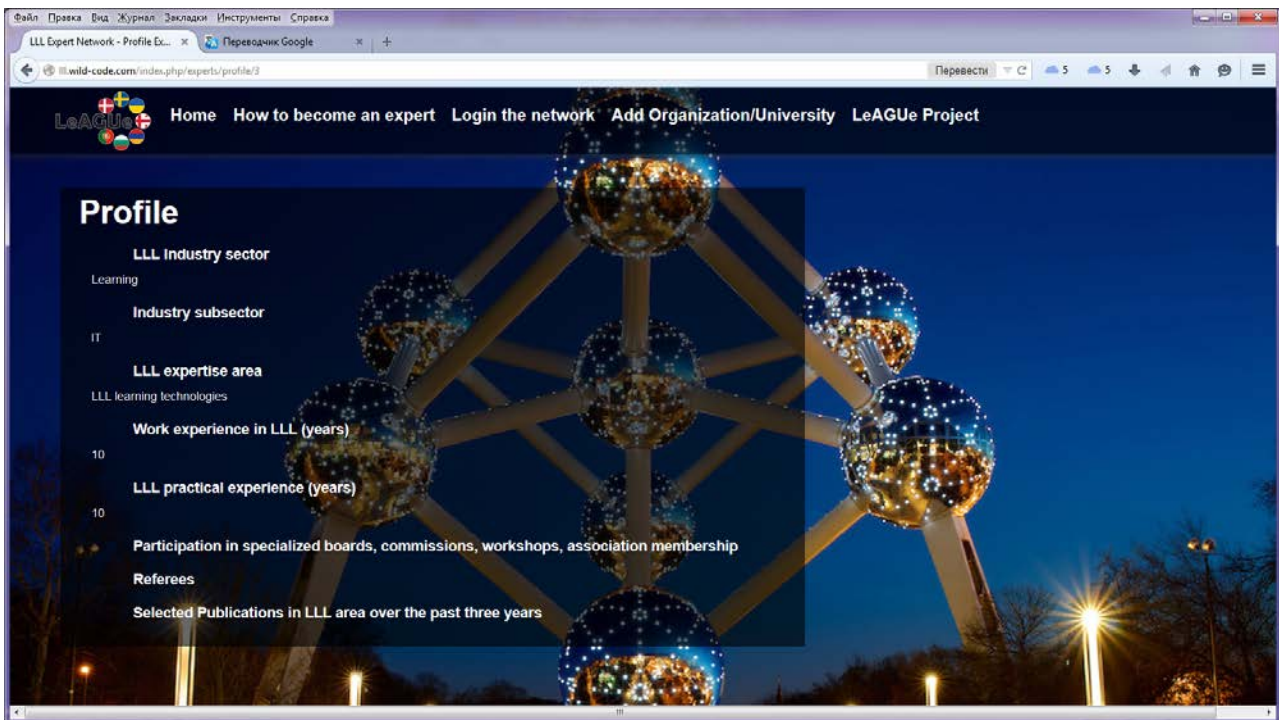 Файл Правка Вид Журнал Закладки Инструменты Справка
LLL Expert Network - Profile Ex... × Переводчик Google × +
lll.wild-code.com/index.php/experts/profile/3 Перевести 5 5
LeAGUe Home How to become an expert Login the network Add Organization/University LeAGUe Project
Profile
LLL Industry sector
Learning
Industry subsector
IT
LLL expertise area
LLL learning technologies
Work experience in LLL (years)
10
LLL practical experience (years)
10
Participation in specialized boards, commissions, workshops, association membership
Referees
Selected Publications in LLL area over the past three years